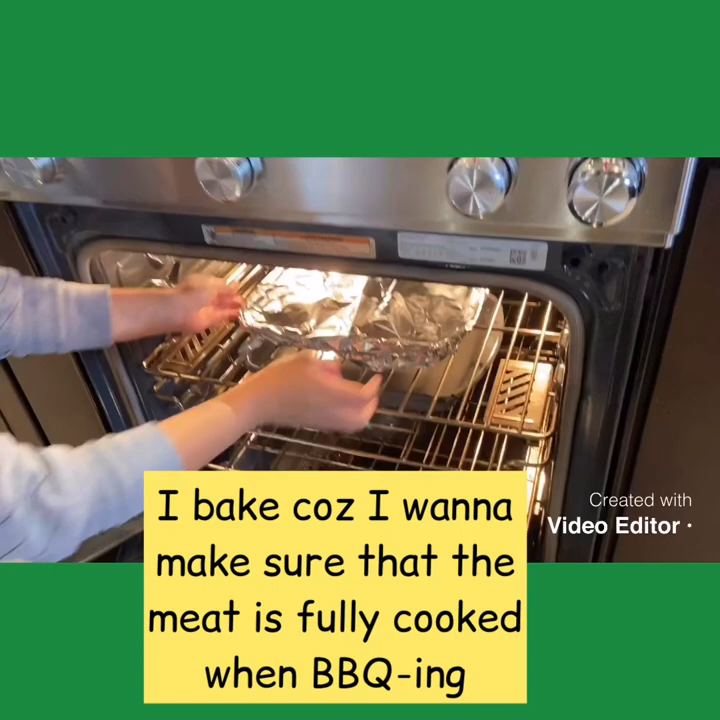 Created with
Video Editor ·
I bake coz I wanna
make sure that the
meat is fully cooked
when BBQ-ing